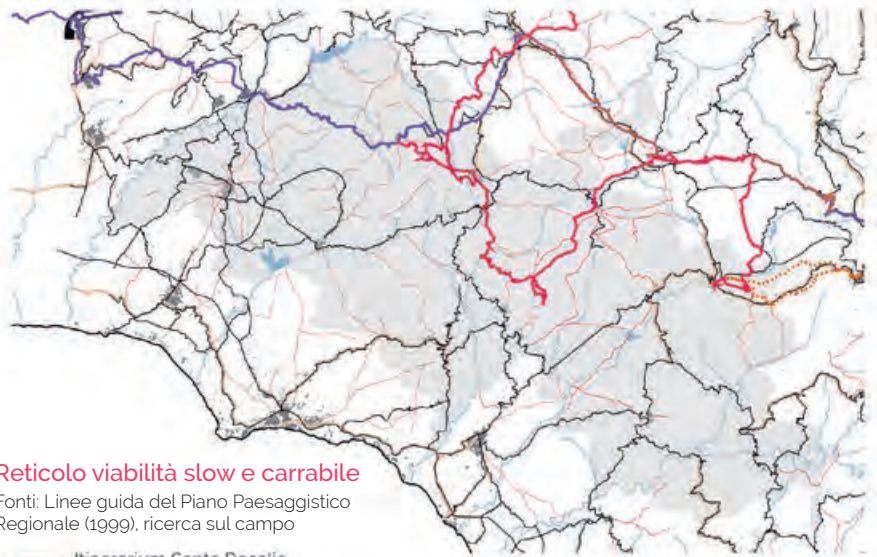 Reticolo viabilità slow e carrabile
Fonti: Linee guida del Piano Paesaggistico
Regionale (1999), ricerca sul campo